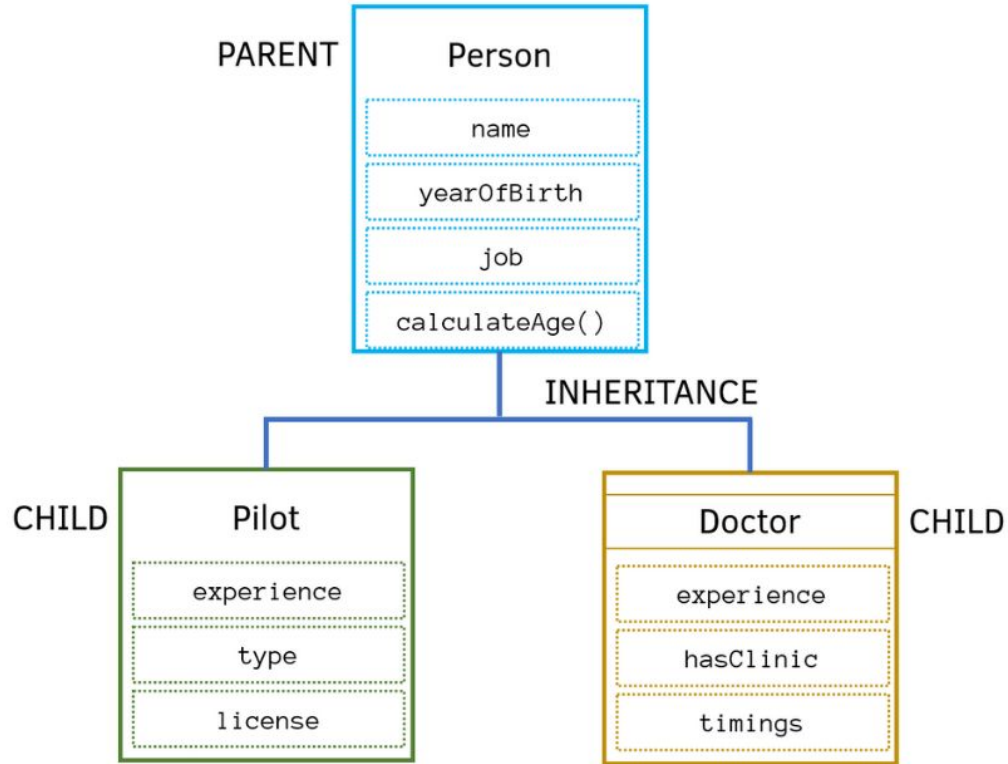 PARENT
Person
name
yearOfBirth
job
calculateAge()
INHERITANCE
CHILD
Pilot
experience
type
license
Doctor
CHILD
experience
hasClinic
timings